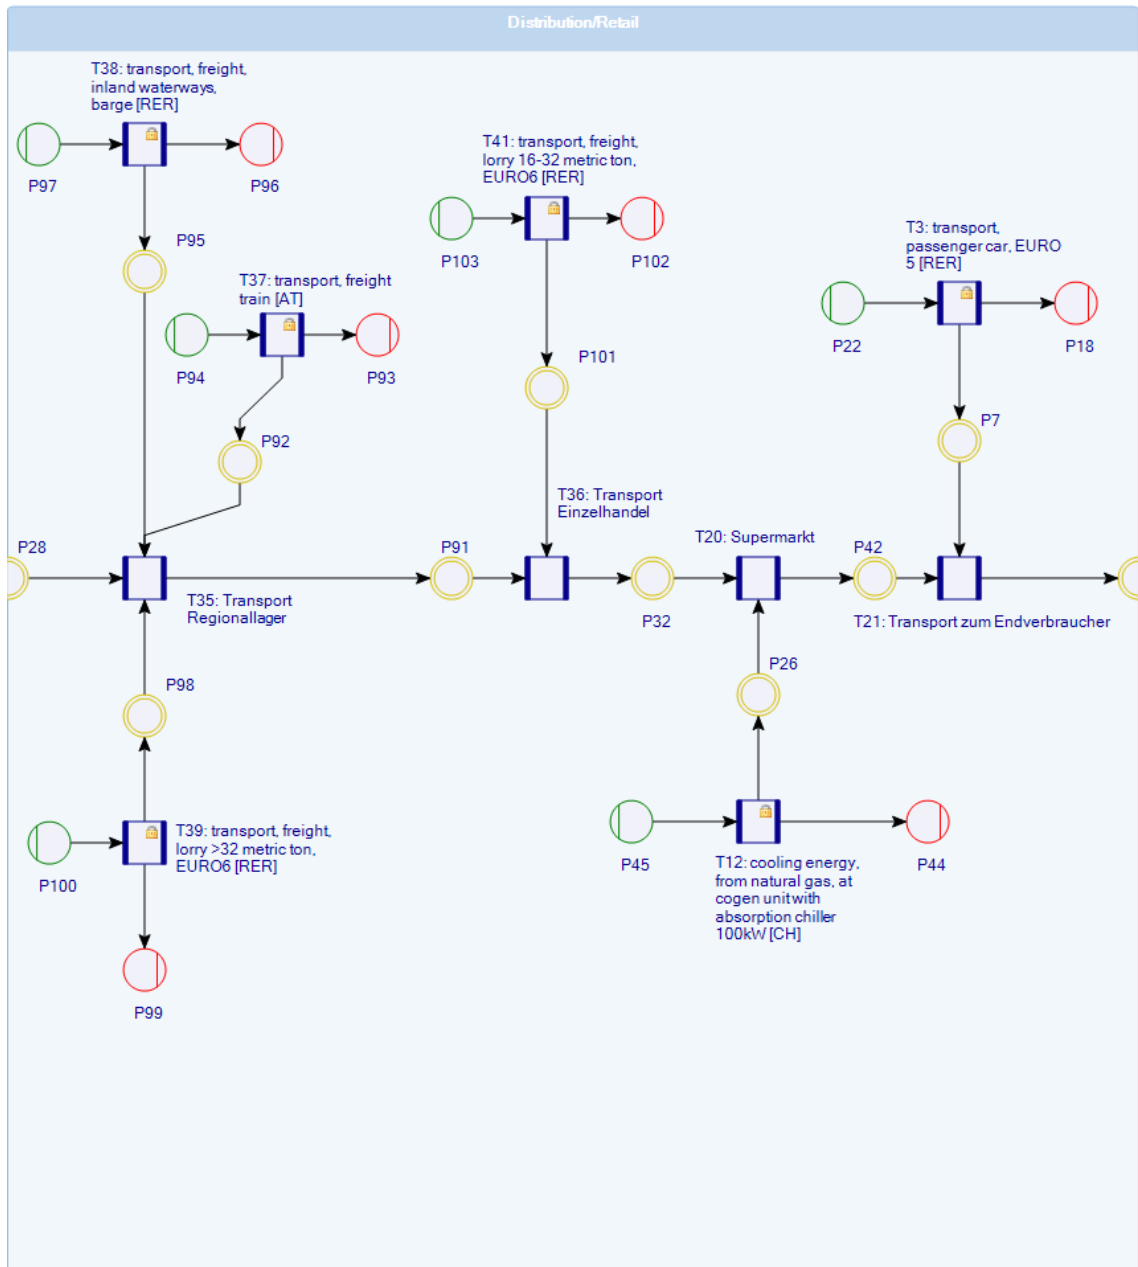 Distribution/Retail
T38: transport, freight,
inland waterways,
barge [RER]
P97
P96
T41: transport, freight,
lorry 16-32 metric ton,
EURO6 [RER]
P103
P102
T3: transport,
passenger car, EURO
5 [RER]
P22
P18
P95
T37: transport, freight
train [AT]
P94
P93
P101
P92
P7
T36: Transport
Einzelhandel
T20: Supermarkt
P28
P91
P42
T35: Transport
Regionallager
P32
T21: Transport zum Endverbraucher
P98
P26
P100
T39: transport, freight,
lorry >32 metric ton,
EURO6 [RER]
P45
P44
T12: cooling energy,
from natural gas, at
cogen unit with
absorption chiller
100kW [CH]
P99